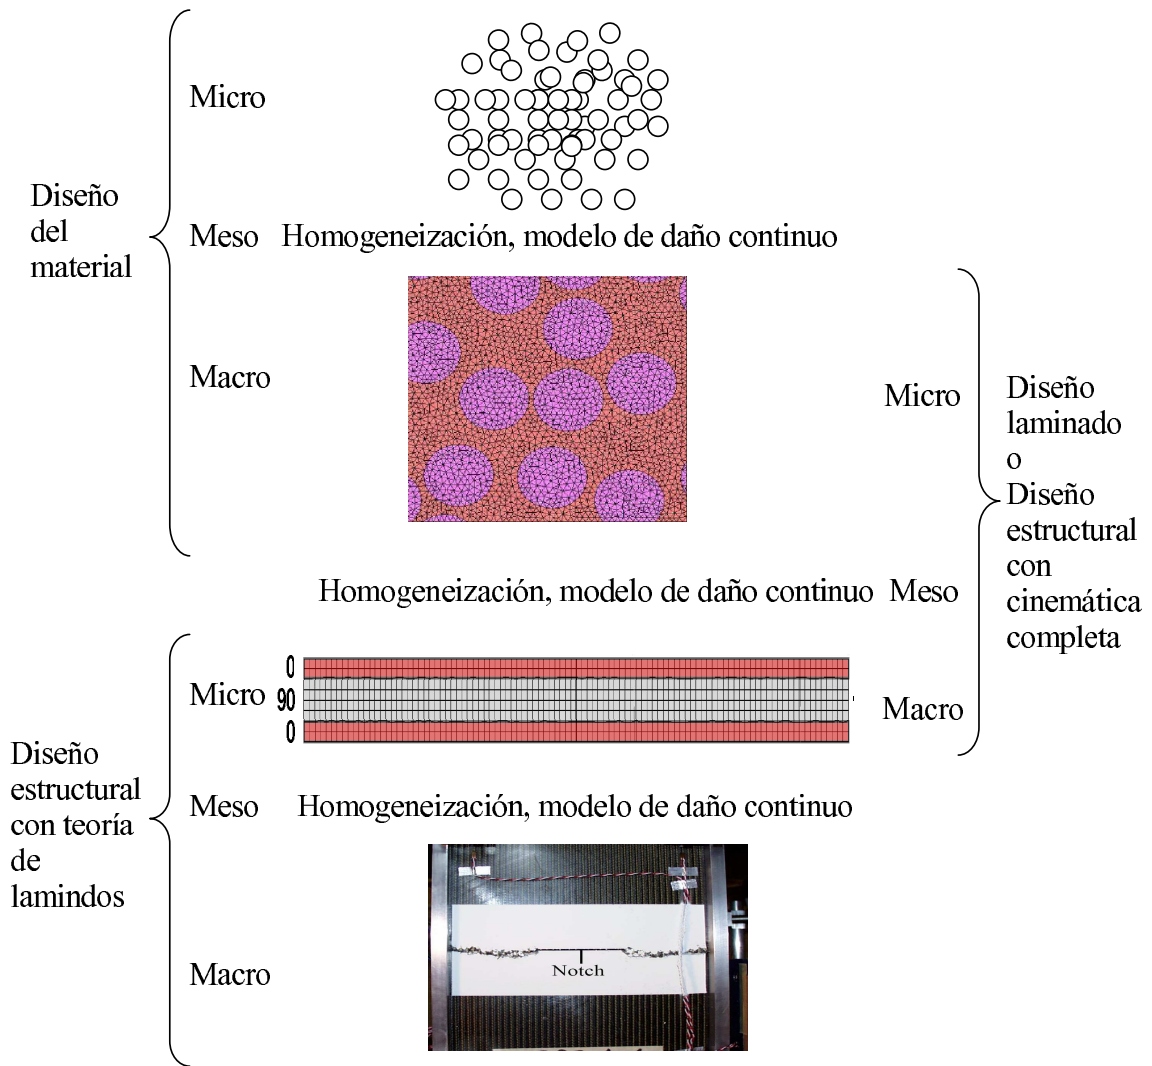 Micro
Diseño
del
material
Meso
Homogeneización, modelo de daño continuo
Macro
Micro
Diseño
laminado
o
Diseño
estructural
con
cinemática
completa
Homogeneización, modelo de daño continuo
Meso
0
Micro
90
0
Macro
Diseño
estructural
con teoría
de
lamindos
Meso
Homogeneización, modelo de daño continuo
Notch
Macro